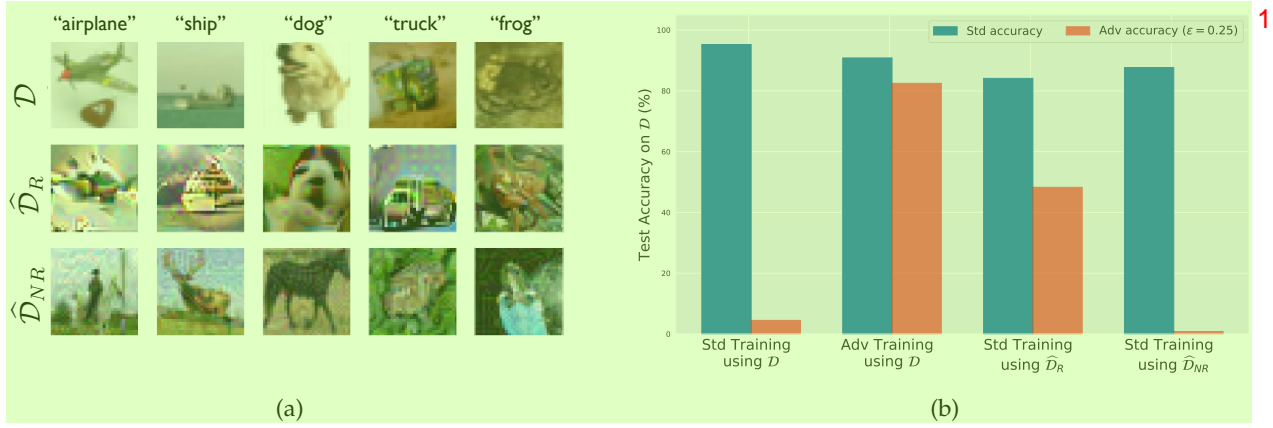 1
“airplane” “ship” “dog” “truck” “frog”
𝒟
𝒟̂_R
𝒟̂_NR
(a)
Std accuracy
Adv accuracy (ε = 0.25)
Test Accuracy on 𝒟 (%)
100
80
60
40
20
0
Std Training
using 𝒟
Adv Training
using 𝒟
Std Training
using 𝒟̂_R
Std Training
using 𝒟̂_NR
(b)